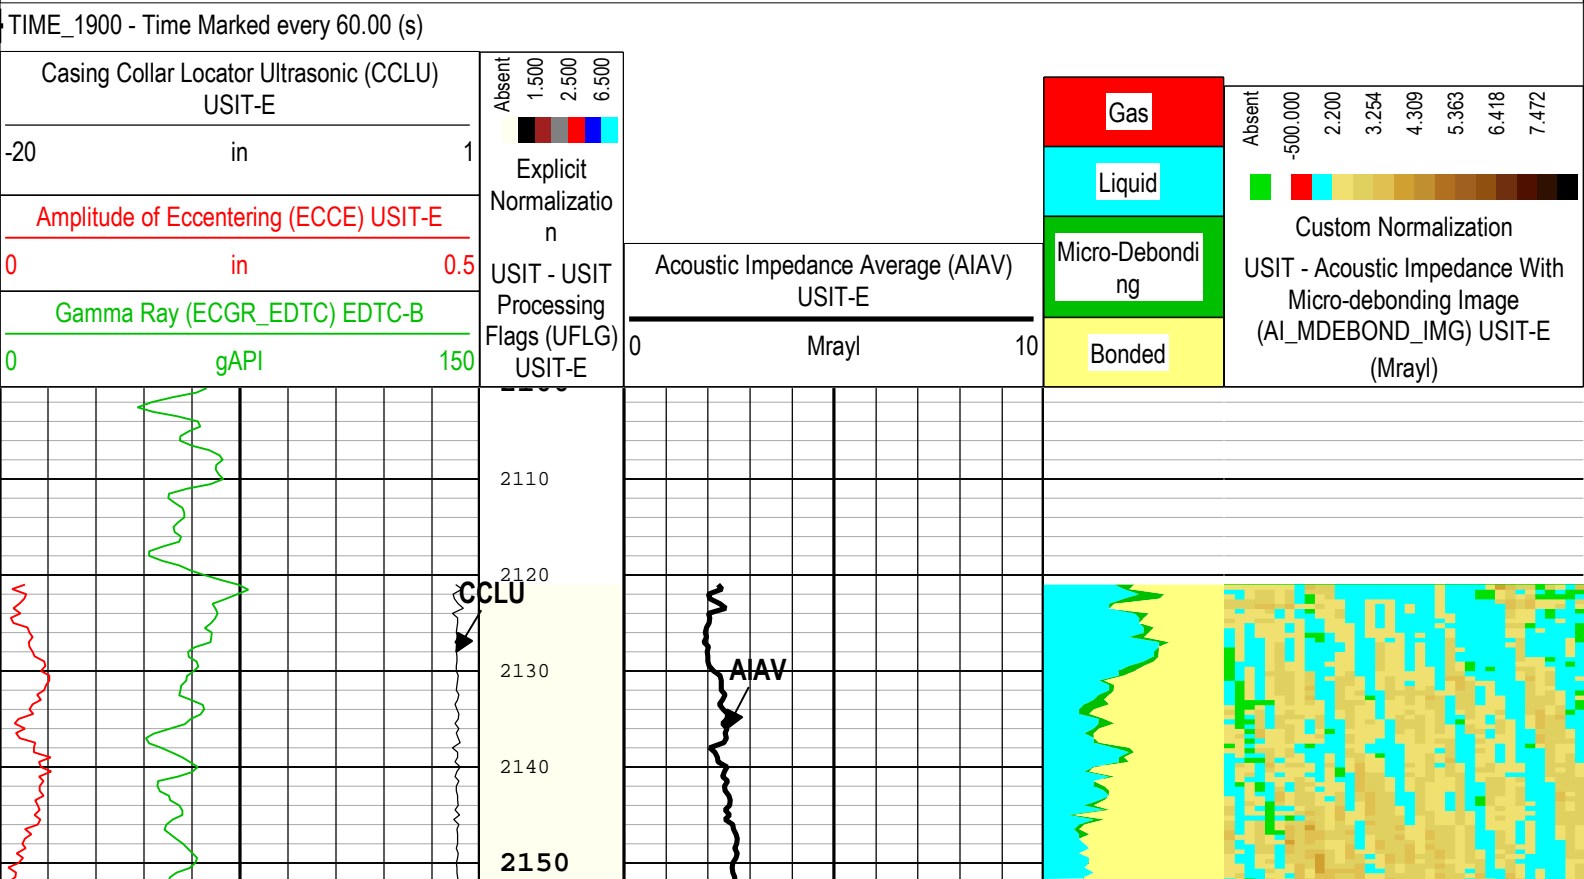 TIME_1900 - Time Marked every 60.00 (s)
Casing Collar Locator Ultrasonic (CCLU)
USIT-E
-20 in 1
Amplitude of Eccentering (ECCE) USIT-E
0 in 0.5
Gamma Ray (ECGR_EDTC) EDTC-B
0 gAPI 150
Absent 1.500 2.500 6.500
Explicit
Normalizatio
n
USIT - USIT
Processing
Flags (UFLG)
USIT-E
Acoustic Impedance Average (AIAV)
USIT-E
0 Mrayl 10
Gas
Liquid
Micro-Debondi
ng
Bonded
Absent -500.000 2.200 3.254 4.309 5.363 6.418 7.472
Custom Normalization
USIT - Acoustic Impedance With
Micro-debonding Image
(AI_MDEBOND_IMG) USIT-E
(Mrayl)
2110
2120
CCLU
2130
AIAV
2140
2150